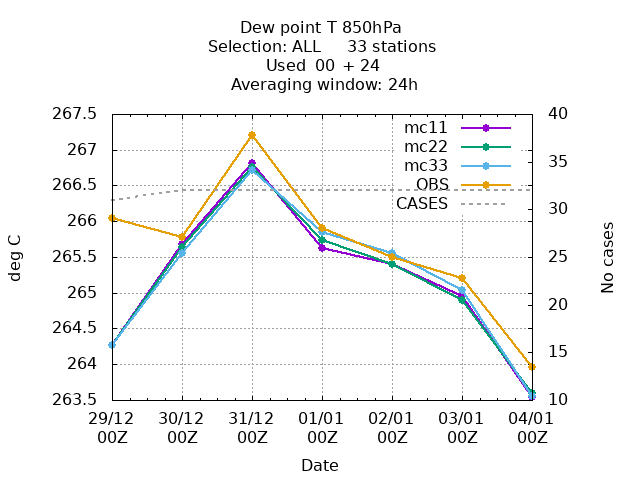 Dew point T 850hPa
Selection: ALL 33 stations
Used 00 + 24
Averaging window: 24h
267.5
267
266.5
266
265.5
265
264.5
264
263.5
40
35
30
25
20
15
10
mc11
mc22
mc33
OBS
CASES
deg C
No cases
29/12 30/12 31/12 01/01 02/01 03/01 04/01
00Z 00Z 00Z 00Z 00Z 00Z 00Z
Date